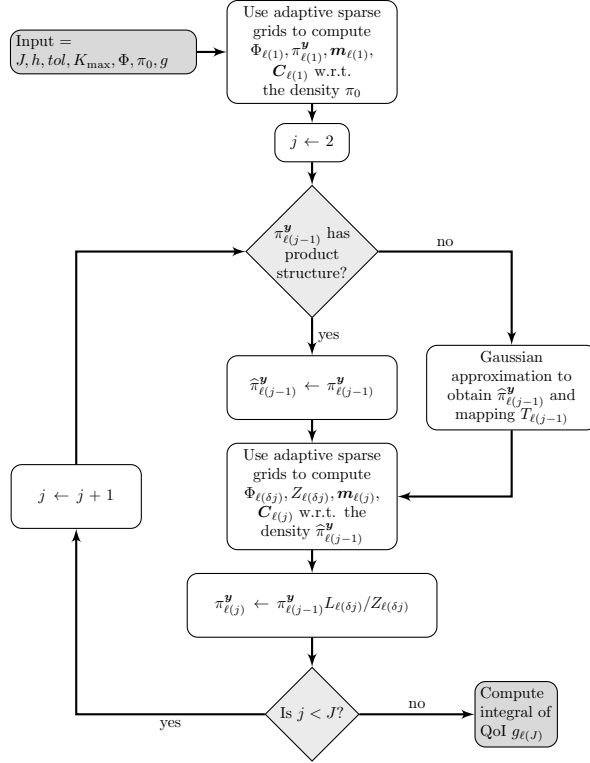 Input =
J, h, tol, K_max, Φ, π_0, g
Use adaptive sparse
grids to compute
Φ_ℓ(1), π^y_ℓ(1), m_ℓ(1),
C_ℓ(1) w.r.t.
the density π_0
j ← 2
π^y_ℓ(j−1) has
product
structure?
no
yes
π̂^y_ℓ(j−1) ← π^y_ℓ(j−1)
Gaussian
approximation to
obtain π̂^y_ℓ(j−1) and
mapping T_ℓ(j−1)
Use adaptive sparse
grids to compute
Φ_ℓ(δj), Z_ℓ(δj), m_ℓ(j),
C_ℓ(j) w.r.t. the
density π̂^y_ℓ(j−1)
j ← j + 1
π^y_ℓ(j) ← π^y_ℓ(j−1) L_ℓ(δj)/Z_ℓ(δj)
Is j < J?
yes
no
Compute
integral of
QoI g_ℓ(J)